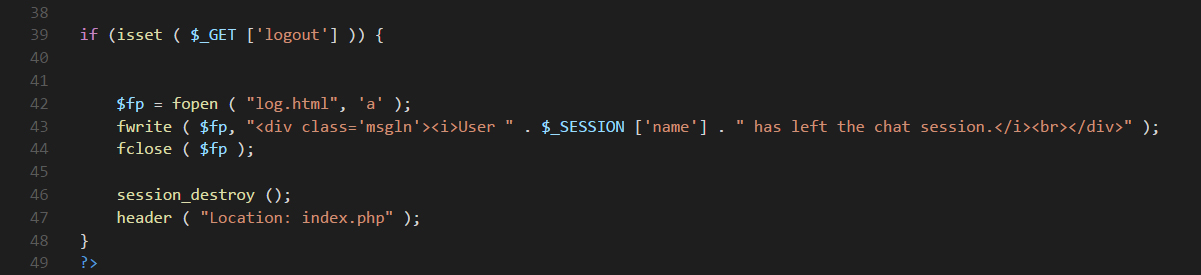 38
39 if (isset ( $_GET ['logout'] )) {
40
41
42 $fp = fopen ( "log.html", 'a' );
43 fwrite ( $fp, "<div class='msgln'><i>User " . $_SESSION ['name'] . " has left the chat session.</i><br></div>" );
44 fclose ( $fp );
45
46 session_destroy ();
47 header ( "Location: index.php" );
48 }
49 ?>